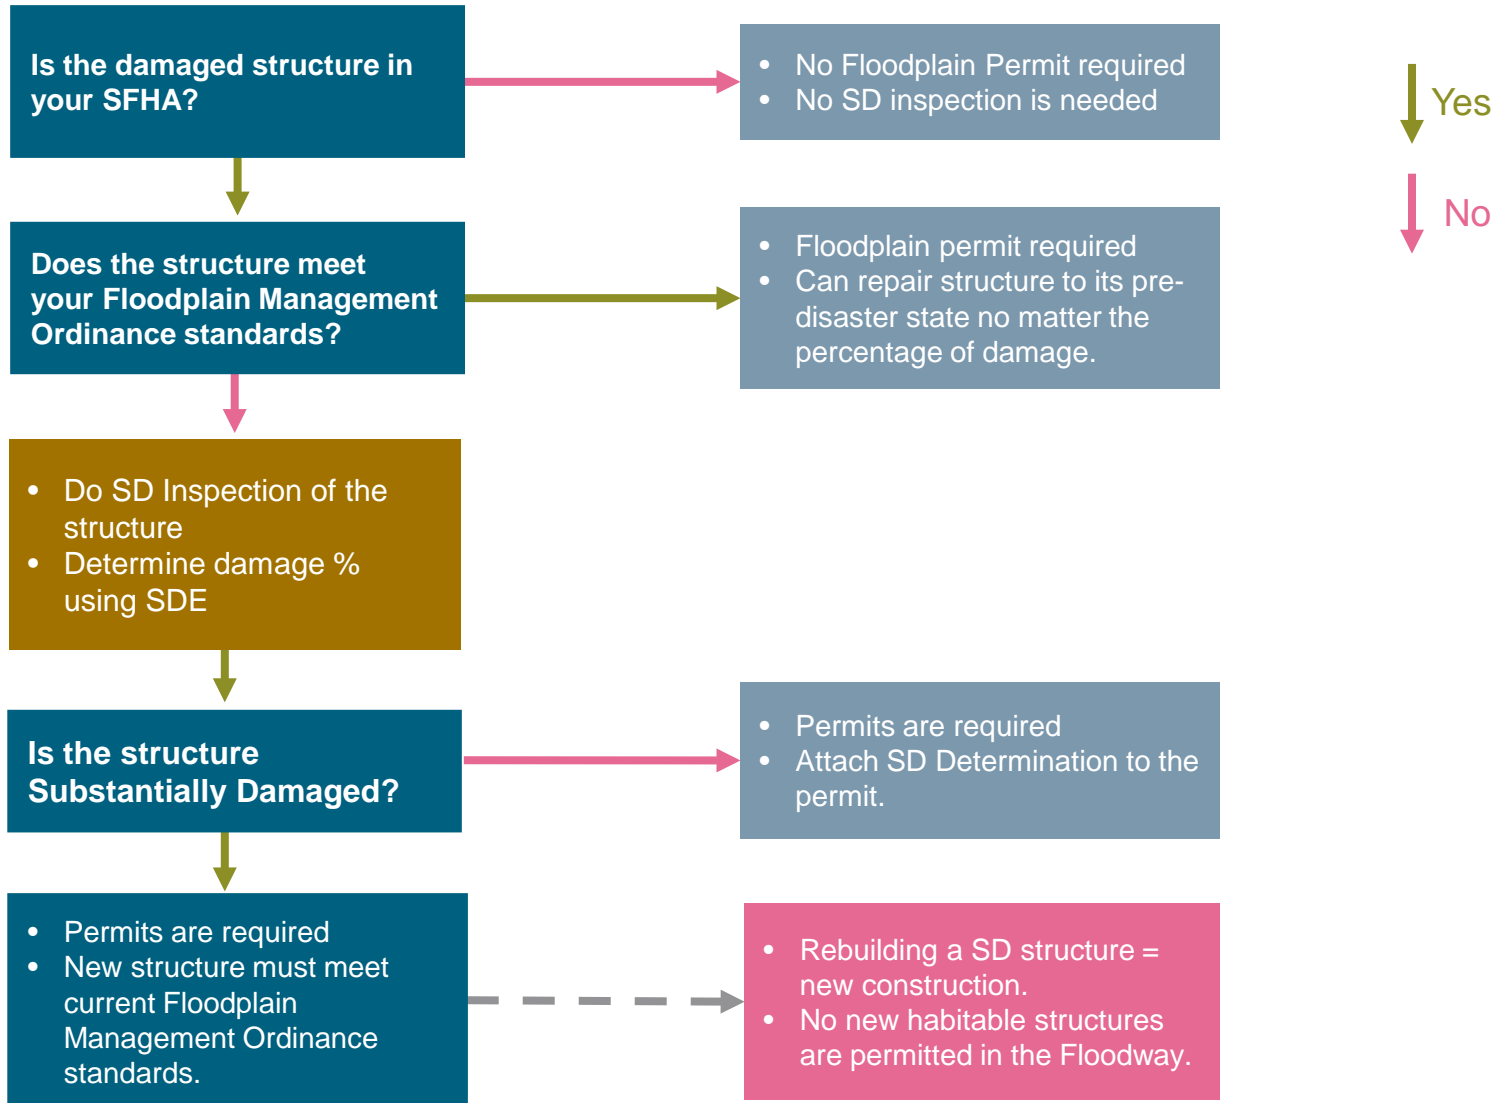 Is the damaged structure in
your SFHA?
• No Floodplain Permit required
• No SD inspection is needed
Yes
No
Does the structure meet
your Floodplain Management
Ordinance standards?
• Floodplain permit required
• Can repair structure to its pre-
disaster state no matter the
percentage of damage.
• Do SD Inspection of the
structure
• Determine damage %
using SDE
Is the structure
Substantially Damaged?
• Permits are required
• Attach SD Determination to the
permit.
• Permits are required
• New structure must meet
current Floodplain
Management Ordinance
standards.
• Rebuilding a SD structure =
new construction.
• No new habitable structures
are permitted in the Floodway.